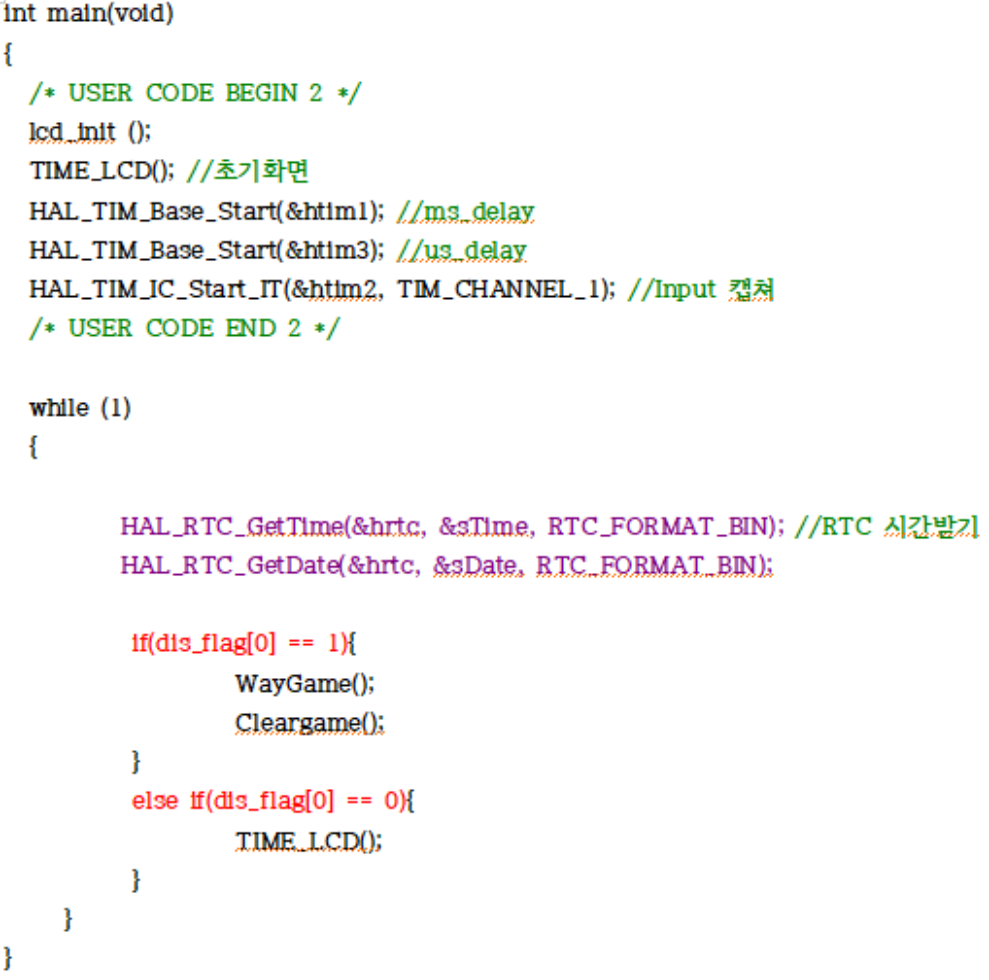 int main(void)
{
/* USER CODE BEGIN 2 */
lcd_init ();
TIME_LCD(); //초기화면
HAL_TIM_Base_Start(&htim1); //ms_delay
HAL_TIM_Base_Start(&htim3); //us_delay
HAL_TIM_IC_Start_IT(&htim2, TIM_CHANNEL_1); //Input 캡쳐
/* USER CODE END 2 */
while (1)
{
HAL_RTC_GetTime(&hrtc, &sTime, RTC_FORMAT_BIN); //RTC 시간받기
HAL_RTC_GetDate(&hrtc, &sDate, RTC_FORMAT_BIN);
if(dis_flag[0] == 1){
WayGame();
Cleargame();
}
else if(dis_flag[0] == 0){
TIME_LCD();
}
}
}